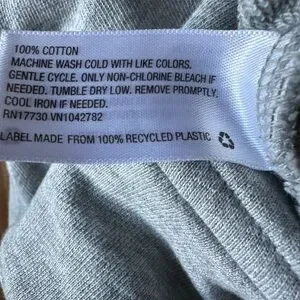 100% COTTON
MACHINE WASH COLD WITH LIKE COLORS,
GENTLE CYCLE. ONLY NON-CHLORINE BLEACH IF
NEEDED. TUMBLE DRY LOW. REMOVE PROMPTLY.
COOL IRON IF NEEDED.
RN17730 VN1042782
LABEL MADE FROM 100% RECYCLED PLASTIC